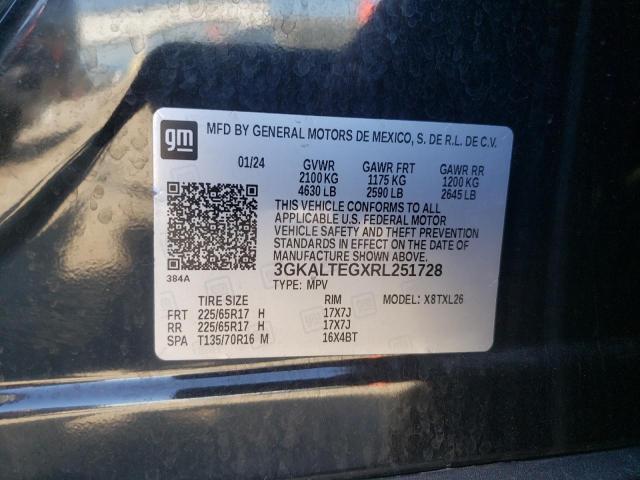 gm MFD BY GENERAL MOTORS DE MEXICO, S. DE R.L. DE C.V.
01/24 GVWR GAWR FRT GAWR RR
2100 KG 1175 KG 1200 KG
4630 LB 2590 LB 2645 LB
THIS VEHICLE CONFORMS TO ALL
APPLICABLE U.S. FEDERAL MOTOR
VEHICLE SAFETY AND THEFT PREVENTION
STANDARDS IN EFFECT ON THE DATE OF
MANUFACTURE SHOWN ABOVE.
384A 3GKALTEGXRL251728
TYPE: MPV
TIRE SIZE RIM MODEL: X8TXL26
FRT 225/65R17 H 17X7J
RR 225/65R17 H 17X7J
SPA T135/70R16 M 16X4BT